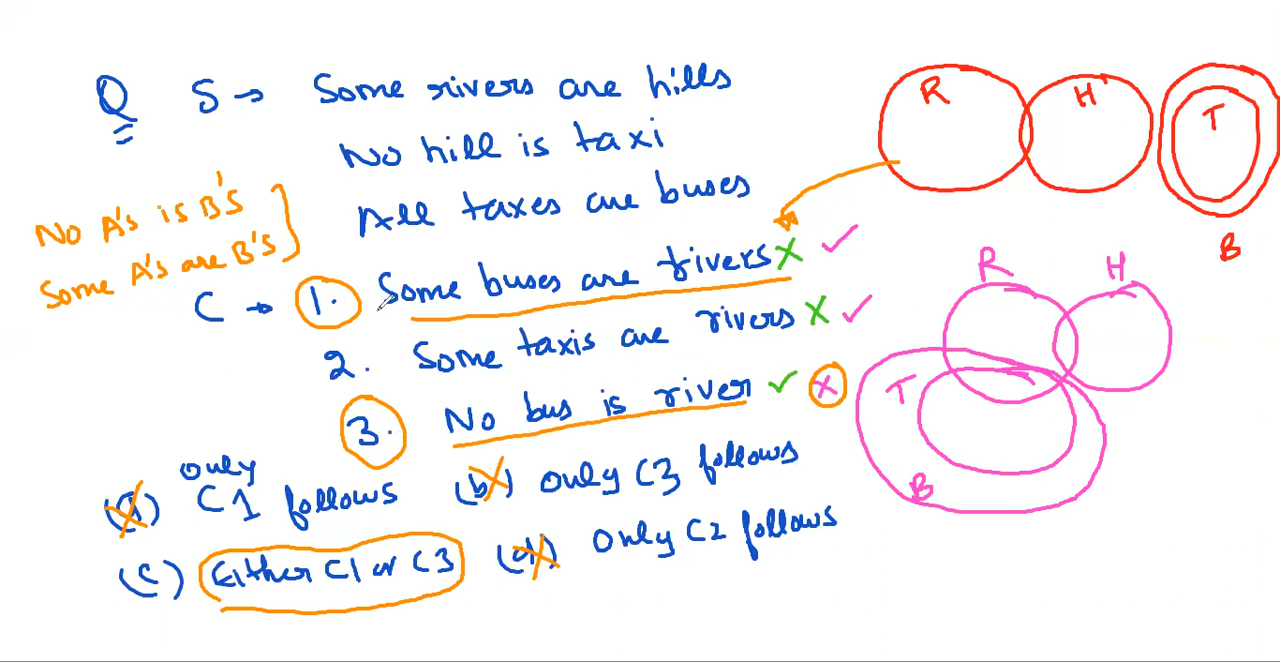 Q S → Some rivers are hills
No hill is taxi
All taxes are buses
No A's is B's
Some A's are B's
C → 1. Some buses are rivers X ✓
2. Some taxis are rivers X ✓
3. No bus is river ✓ X
(a) only C1 follows (b) only C3 follows
(c) Either C1 or C3 (d) only C2 follows
R H T
B
R H
T
B